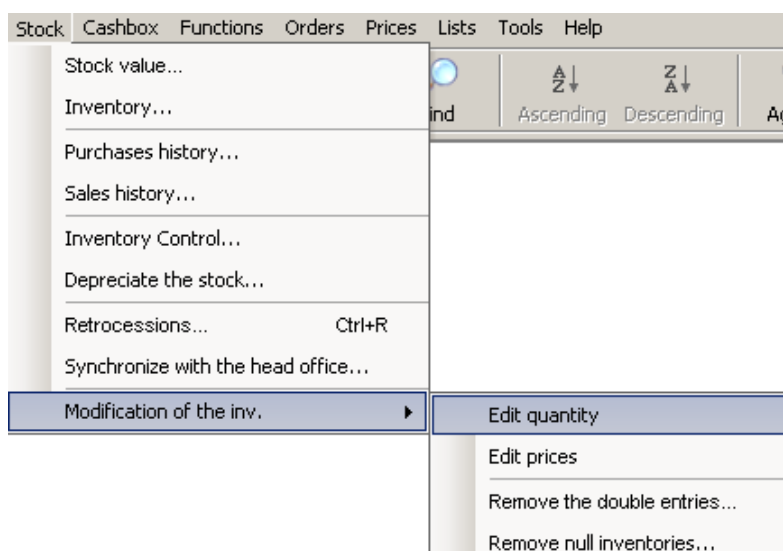 Stock Cashbox Functions Orders Prices Lists Tools Help
Stock value...
Inventory...
Purchases history...
Sales history...
Inventory Control...
Depreciate the stock...
Retrocessions... Ctrl+R
Synchronize with the head office...
Modification of the inv.
ind Ascending Descending
Edit quantity
Edit prices
Remove the double entries...
Remove null inventories...